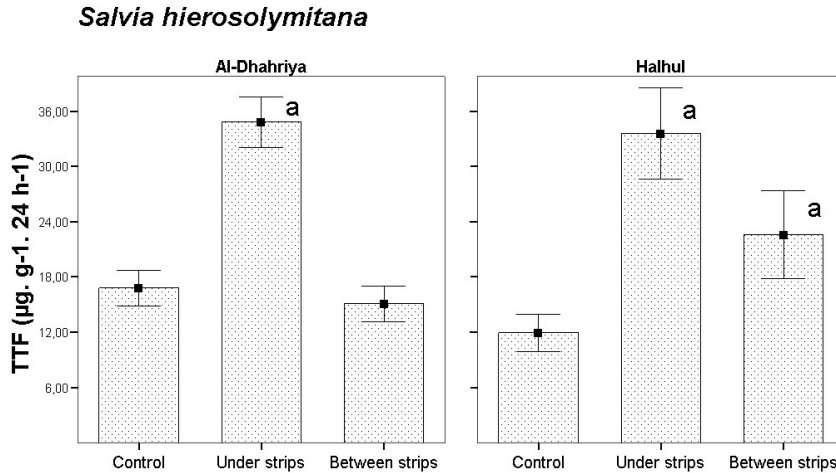 Salvia hierosolymitana
Al-Dhahriya
Halhul
TTF (µg. g-1. 24 h-1)
36,00
30,00
24,00
18,00
12,00
6,00
a
a
a
Control
Under strips
Between strips
Control
Under strips
Between strips